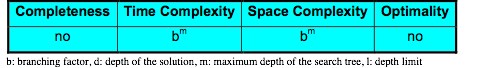 Completeness Time Complexity Space Complexity Optimality
no b^m b^m no
b: branching factor, d: depth of the solution, m: maximum depth of the search tree, l: depth limit